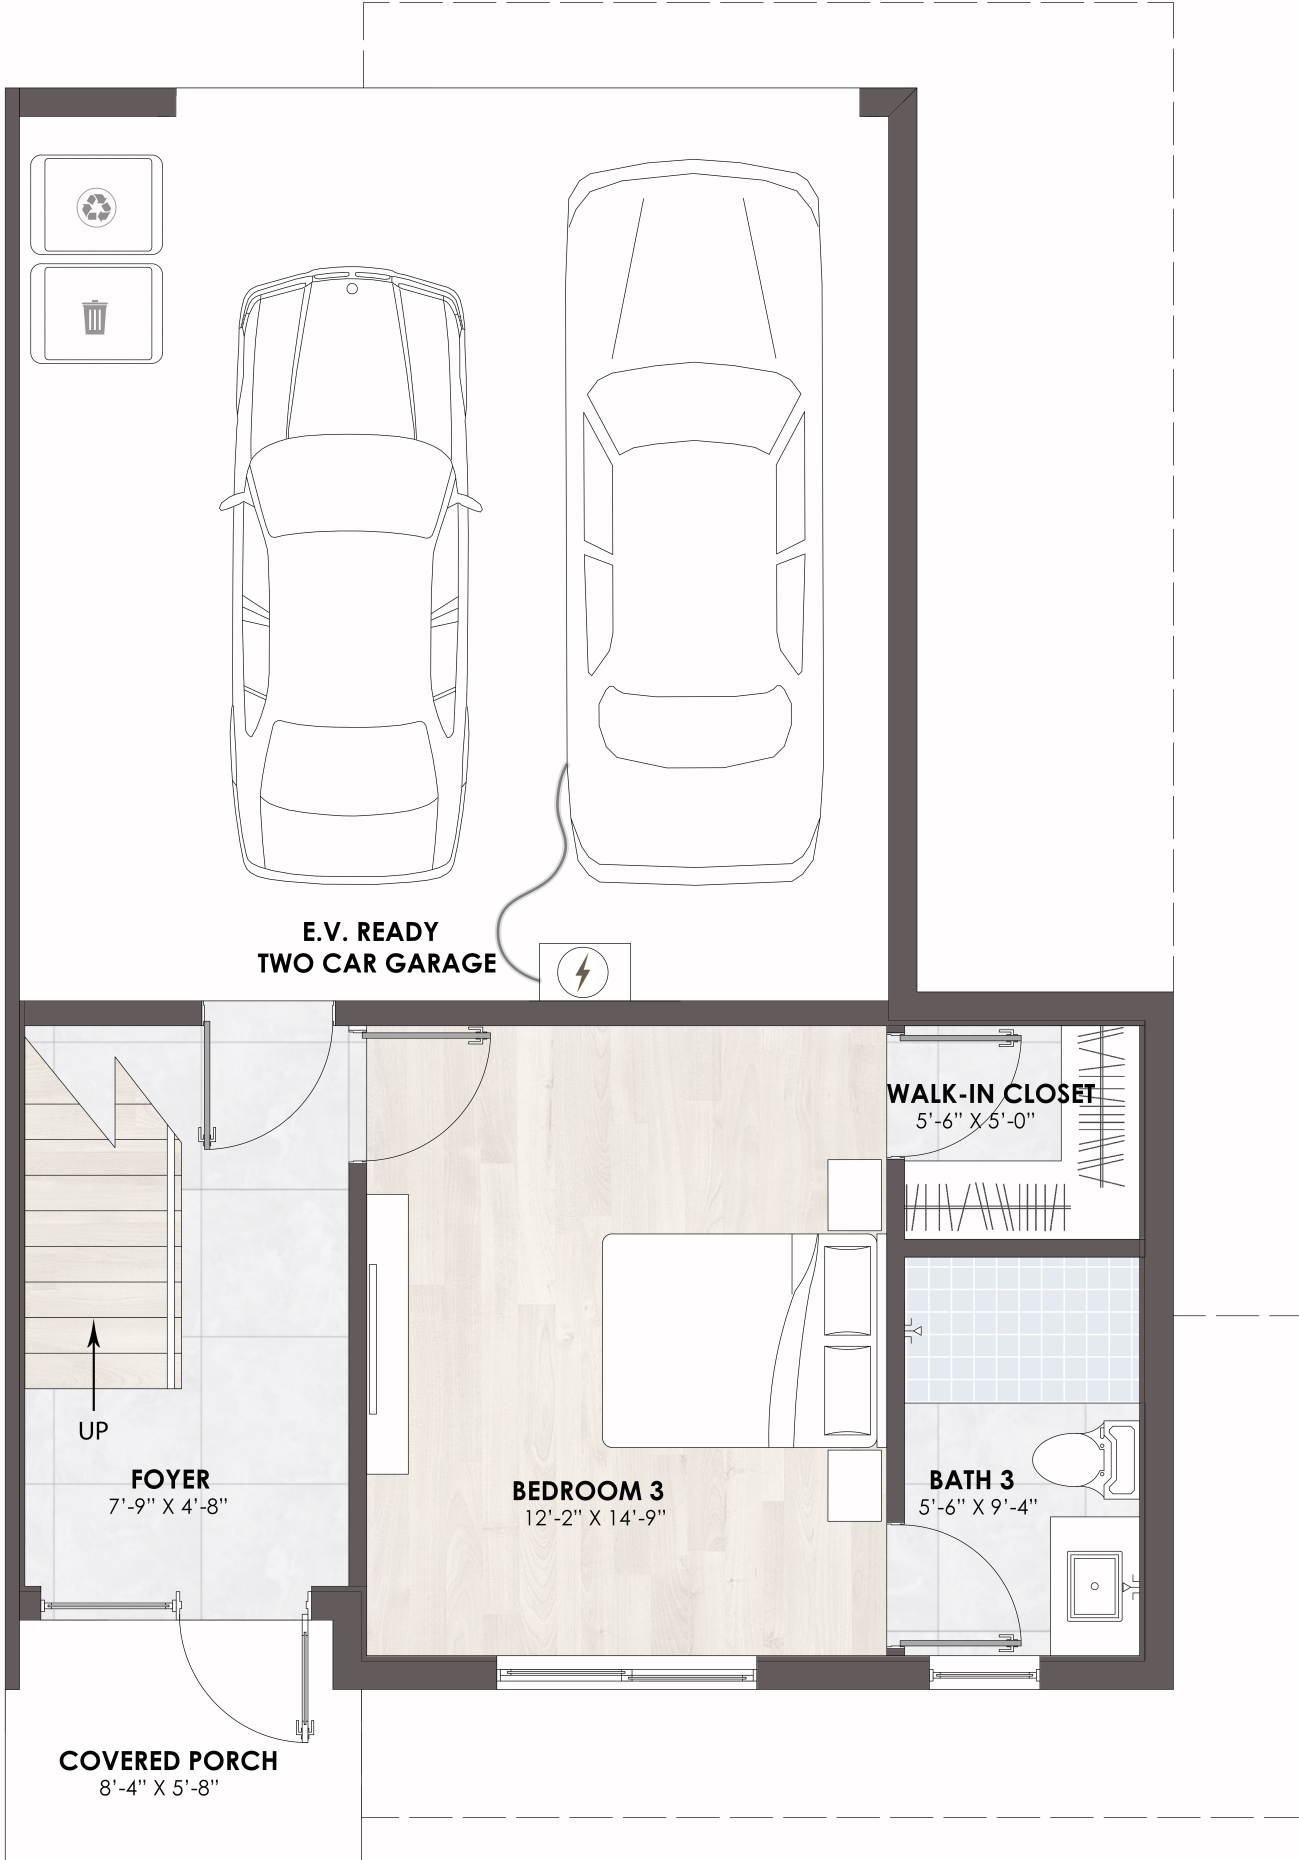 E.V. READY
TWO CAR GARAGE
WALK-IN CLOSET
5'-6" X 5'-0"
UP
FOYER
7'-9" X 4'-8"
BEDROOM 3
12'-2" X 14'-9"
BATH 3
5'-6" X 9'-4"
COVERED PORCH
8'-4" X 5'-8"